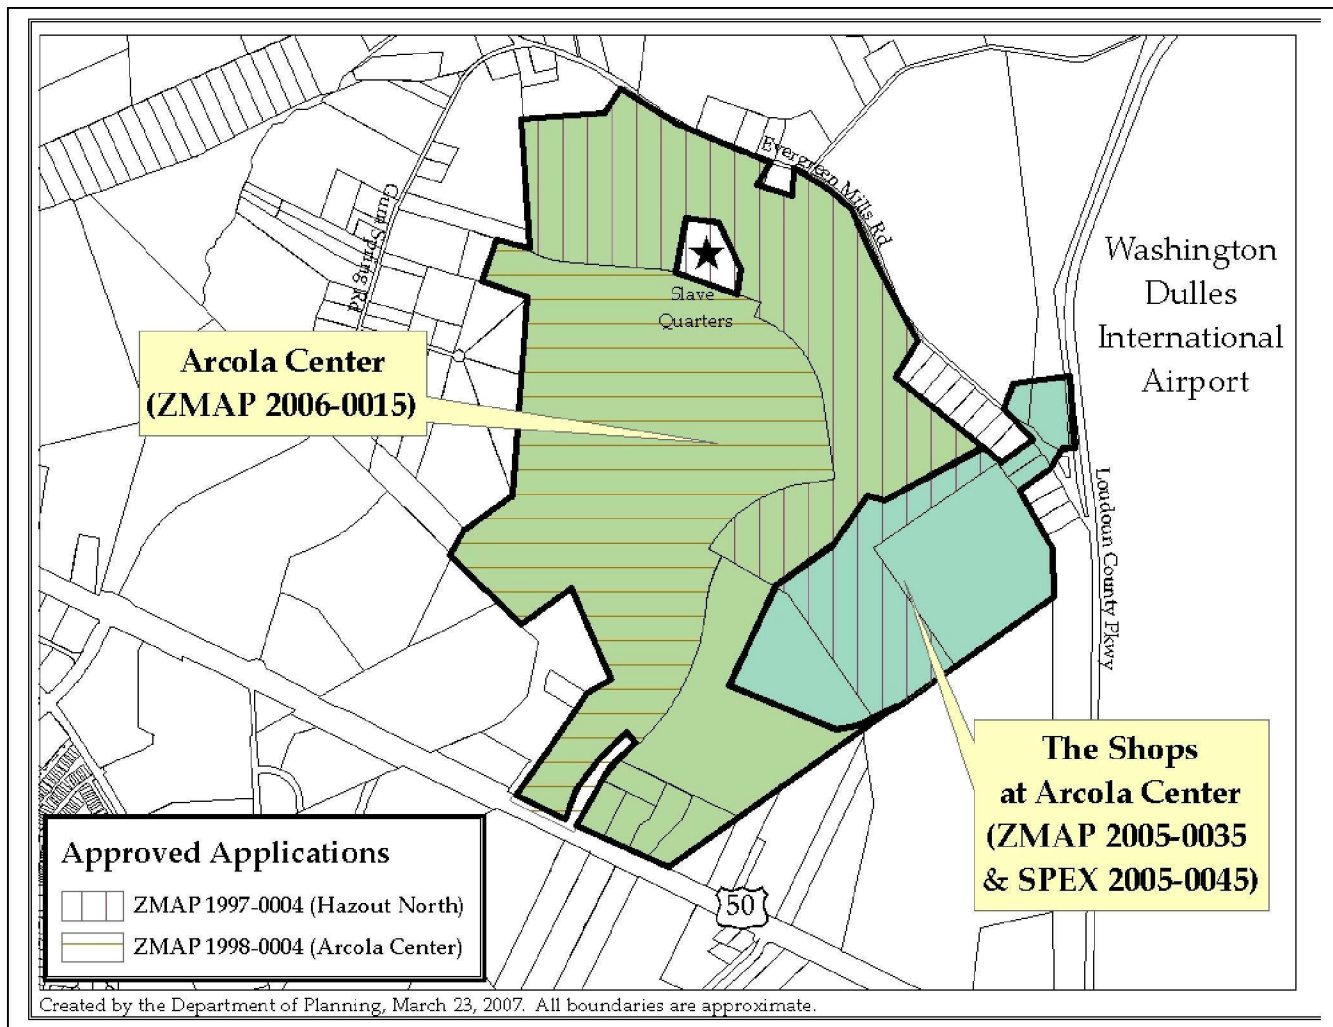 Evergreen Mills Rd
Gum Spring Rd
Washington
Dulles
International
Airport
Slave
Quarters
Arcola Center
(ZMAP 2006-0015)
Loudoun County Pkwy
The Shops
at Arcola Center
(ZMAP 2005-0035
& SPEX 2005-0045)
50
Approved Applications
ZMAP 1997-0004 (Hazout North)
ZMAP 1998-0004 (Arcola Center)
Created by the Department of Planning, March 23, 2007. All boundaries are approximate.